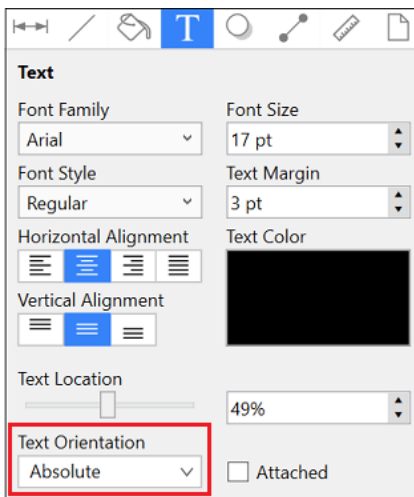 T
Text
Font Family Font Size
Arial 17 pt
Font Style Text Margin
Regular 3 pt
Horizontal Alignment Text Color
Vertical Alignment
Text Location
49%
Text Orientation
Absolute Attached